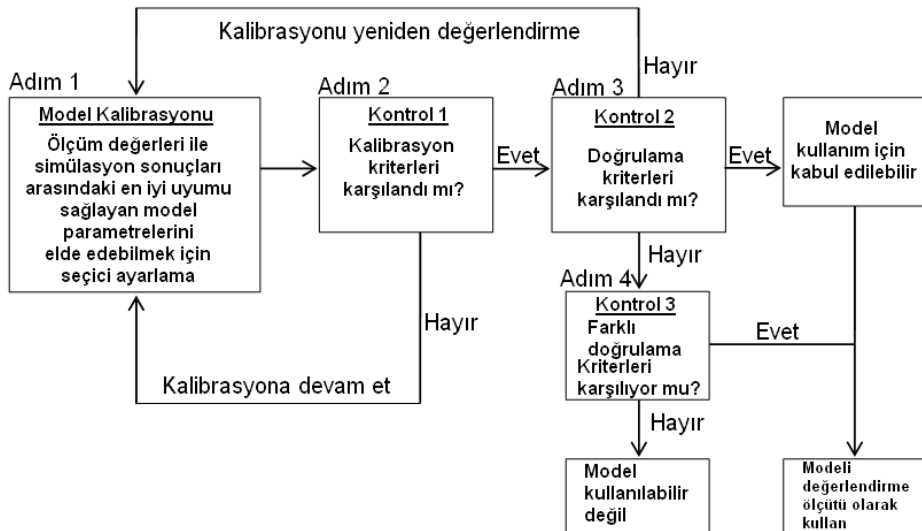 Kalibrasyonu yeniden değerlendirme
Hayır
Adım 1
Model Kalibrasyonu
Ölçüm değerleri ile
simülasyon sonuçları
arasındaki en iyi uyumu
sağlayan model
parametrelerini
elde edebilmek için
seçici ayarlama
Adım 2
Kontrol 1
Kalibrasyon
kriterleri
karşılandı mı?
Evet
Adım 3
Kontrol 2
Doğrulama
kriterleri
karşılandı mı?
Evet
Model
kullanım için
kabul edilebilir
Hayır
Hayır
Kalibrasyona devam et
Adım 4
Kontrol 3
Farklı
doğrulama
Kriterleri
karşılıyor mu?
Evet
Hayır
Model
kullanılabilir
değil
Modeli
değerlendirme
ölçütü olarak
kullan